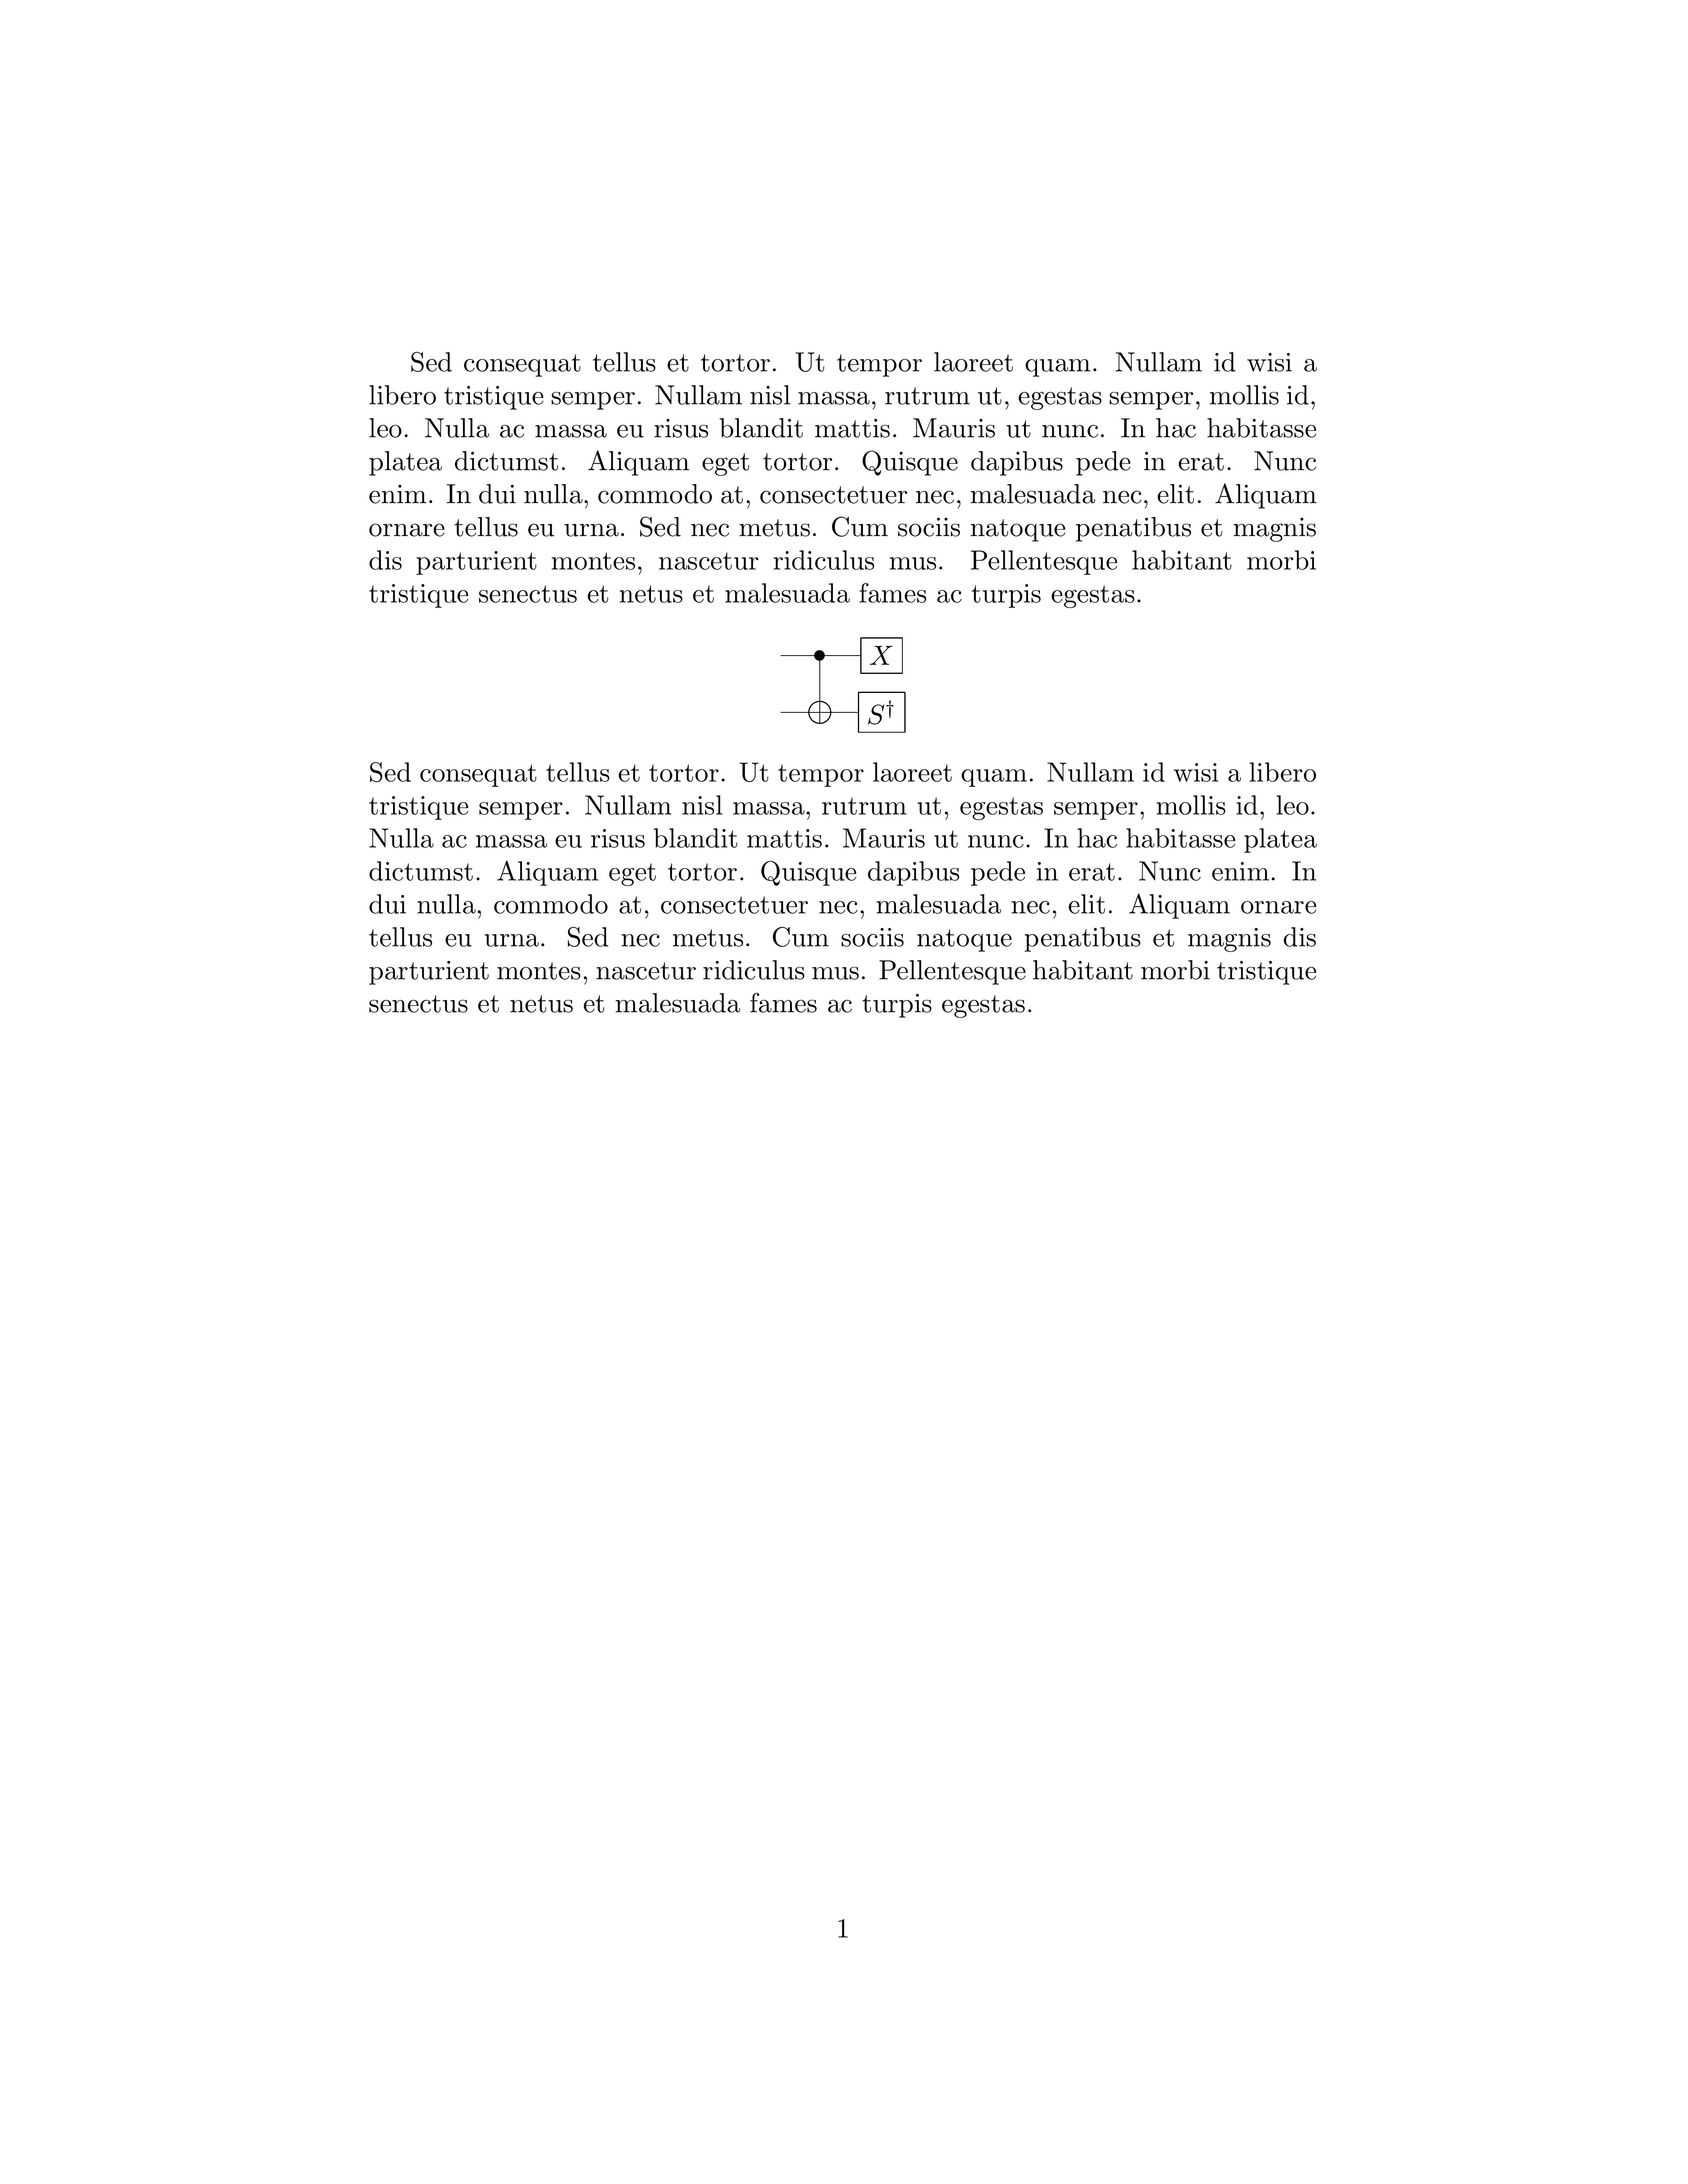 Sed consequat tellus et tortor. Ut tempor laoreet quam. Nullam id wisi a
libero tristique semper. Nullam nisl massa, rutrum ut, egestas semper, mollis id,
leo. Nulla ac massa eu risus blandit mattis. Mauris ut nunc. In hac habitasse
platea dictumst. Aliquam eget tortor. Quisque dapibus pede in erat. Nunc
enim. In dui nulla, commodo at, consectetuer nec, malesuada nec, elit. Aliquam
ornare tellus eu urna. Sed nec metus. Cum sociis natoque penatibus et magnis
dis parturient montes, nascetur ridiculus mus. Pellentesque habitant morbi
tristique senectus et netus et malesuada fames ac turpis egestas.
X
S†
Sed consequat tellus et tortor. Ut tempor laoreet quam. Nullam id wisi a libero
tristique semper. Nullam nisl massa, rutrum ut, egestas semper, mollis id, leo.
Nulla ac massa eu risus blandit mattis. Mauris ut nunc. In hac habitasse platea
dictumst. Aliquam eget tortor. Quisque dapibus pede in erat. Nunc enim. In
dui nulla, commodo at, consectetuer nec, malesuada nec, elit. Aliquam ornare
tellus eu urna. Sed nec metus. Cum sociis natoque penatibus et magnis dis
parturient montes, nascetur ridiculus mus. Pellentesque habitant morbi tristique
senectus et netus et malesuada fames ac turpis egestas.
1